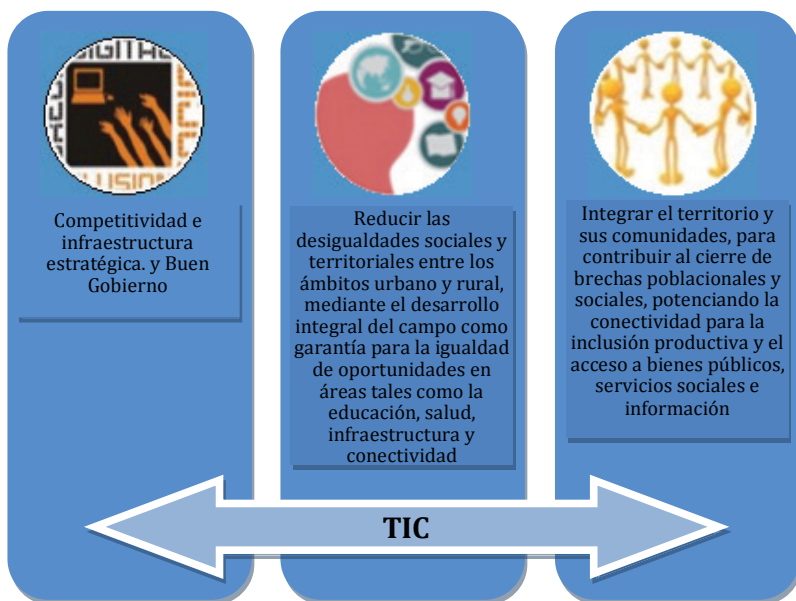 DIGITAL
Competitividad e
infraestructura
estratégica. y Buen
Gobierno
Reducir las
desigualdades sociales y
territoriales entre los
ámbitos urbano y rural,
mediante el desarrollo
integral del campo como
garantía para la igualdad
de oportunidades en
áreas tales como la
educación, salud,
infraestructura y
conectividad
Integrar el territorio y
sus comunidades, para
contribuir al cierre de
brechas poblacionales y
sociales, potenciando la
conectividad para la
inclusión productiva y el
acceso a bienes públicos,
servicios sociales e
información
TIC